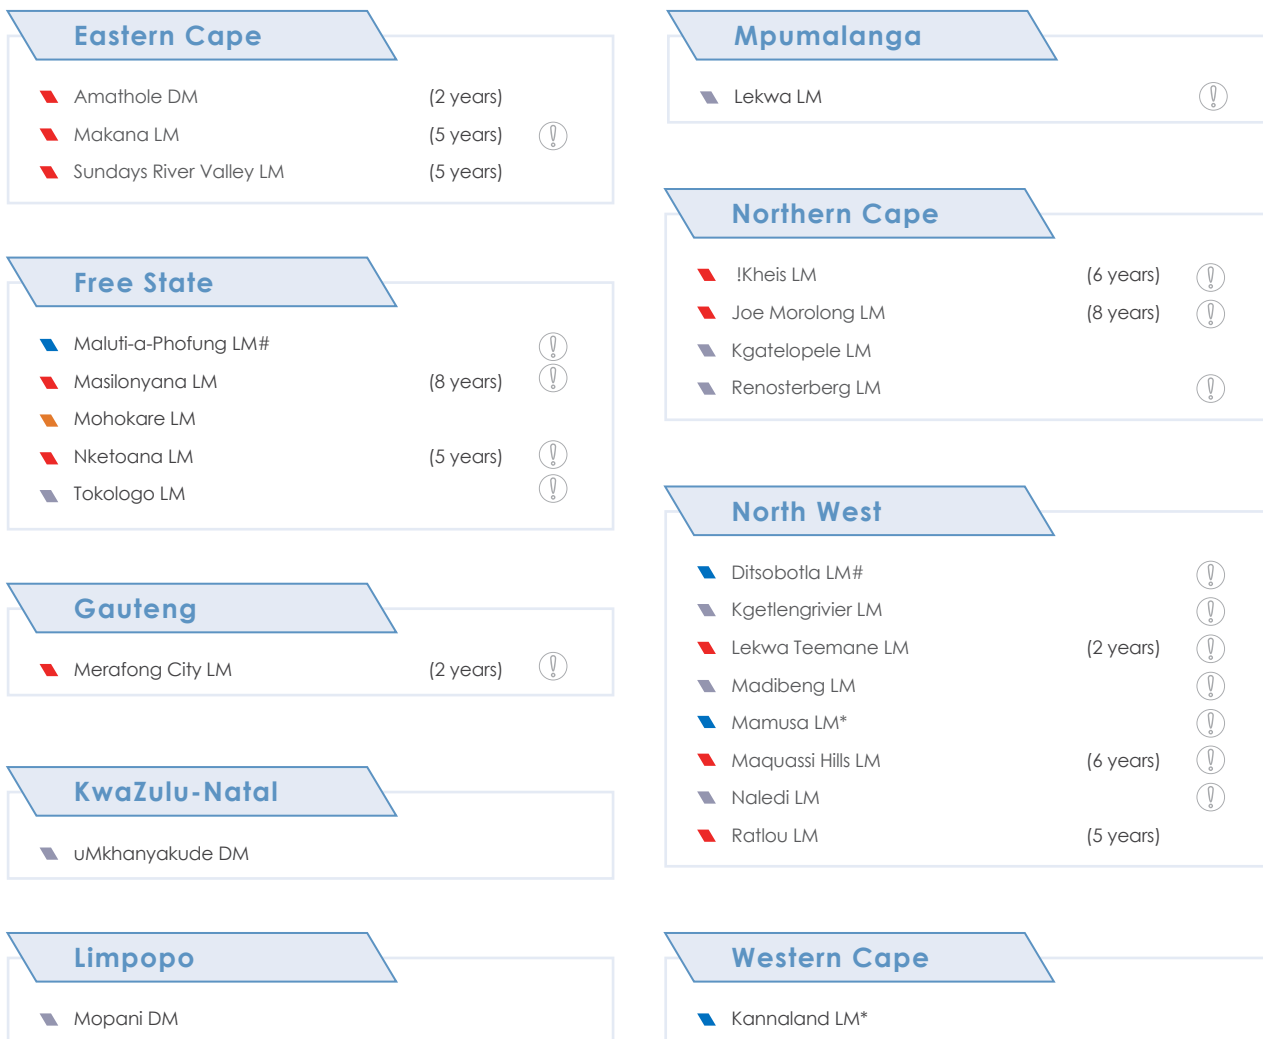 Eastern Cape
Amathole DM (2 years)
Makana LM (5 years)
Sundays River Valley LM (5 years)
Free State
Maluti-a-Phofung LM#
Masilonyana LM (8 years)
Mohokare LM
Nketoana LM (5 years)
Tokologo LM
Gauteng
Merafong City LM (2 years)
KwaZulu-Natal
uMkhanyakude DM
Limpopo
Mopani DM
Mpumalanga
Lekwa LM
Northern Cape
!Kheis LM (6 years)
Joe Morolong LM (8 years)
Kgatelopele LM
Renosterberg LM
North West
Ditsobotla LM#
Kgetlengrivier LM
Lekwa Teemane LM (2 years)
Madibeng LM
Mamusa LM*
Maquassi Hills LM (6 years)
Naledi LM
Ratlou LM (5 years)
Western Cape
Kannaland LM*